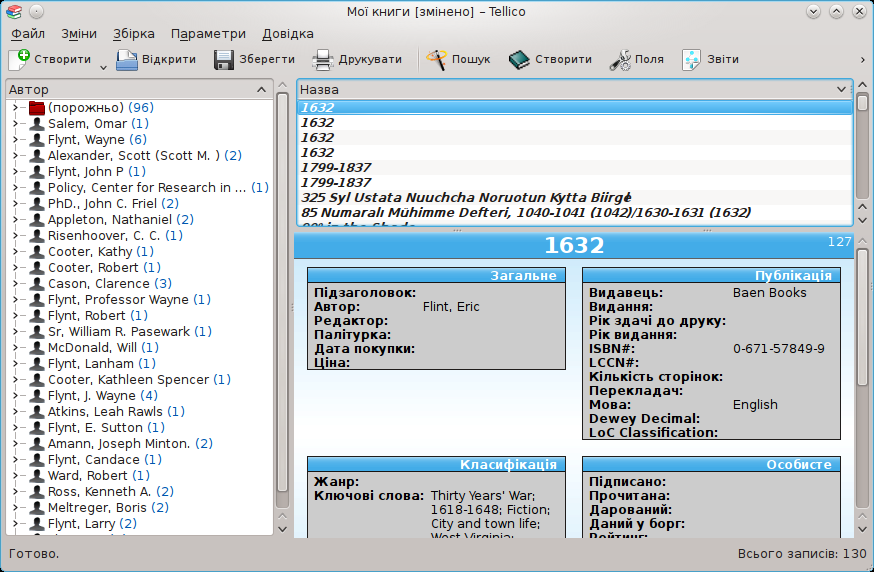 Мої книги [змінено] – Tellico
Файл Зміни Збірка Параметри Довідка
Створити Відкрити Зберегти Друкувати Пошук Створити Поля Звіти
Автор
(порожньо) (96)
Salem, Omar (1)
Flynt, Wayne (6)
Alexander, Scott (Scott M. ) (2)
Flynt, John P (1)
Policy, Center for Research in ... (1)
PhD., John C. Friel (2)
Appleton, Nathaniel (2)
Risenhoover, C. C. (1)
Cooter, Kathy (1)
Cooter, Robert (1)
Cason, Clarence (3)
Flynt, Professor Wayne (1)
Flynt, Robert (1)
Sr, William R. Pasewark (1)
McDonald, Will (1)
Flynt, Lanham (1)
Cooter, Kathleen Spencer (1)
Flynt, J. Wayne (4)
Atkins, Leah Rawls (1)
Flynt, E. Sutton (1)
Amann, Joseph Minton. (2)
Flynt, Candace (1)
Ward, Robert (1)
Ross, Kenneth A. (2)
Meltreger, Boris (2)
Flynt, Larry (2)
Назва
1632
1632
1632
1632
1799-1837
1799-1837
325 Syl Ustata Nuuchcha Noruotun Kytta Biirge
85 Numaralı Mühimme Defteri, 1040-1041 (1042)/1630-1631 (1632)
1632 127
Загальне
Підзаголовок:
Автор: Flint, Eric
Редактор:
Палітурка:
Дата покупки:
Ціна:
Публікація
Видавець: Baen Books
Видання:
Рік здачі до друку:
Рік видання:
ISBN#: 0-671-57849-9
LCCN#:
Кількість сторінок:
Перекладач:
Мова: English
Dewey Decimal:
LoC Classification:
Класифікація
Жанр:
Ключові слова: Thirty Years' War;
1618-1648; Fiction;
City and town life;
West Virginia;
Особисте
Підписано:
Прочитана:
Дарований:
Даний у борг:
Рейтинг:
Готово. Всього записів: 130